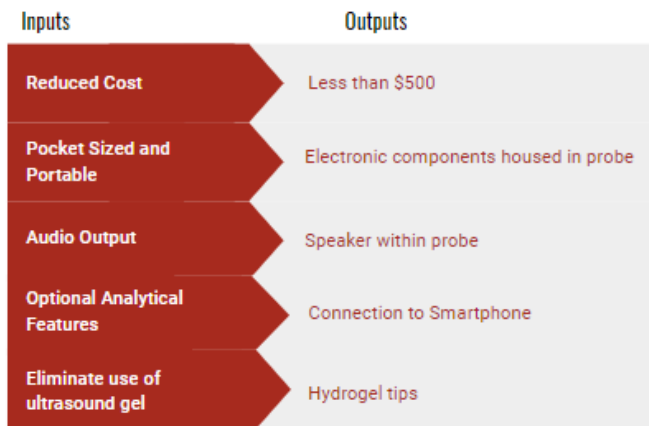 Inputs Outputs
Reduced Cost Less than $500
Pocket Sized and
Portable
Electronic components housed in probe
Audio Output Speaker within probe
Optional Analytical
Features
Connection to Smartphone
Eliminate use of
ultrasound gel
Hydrogel tips